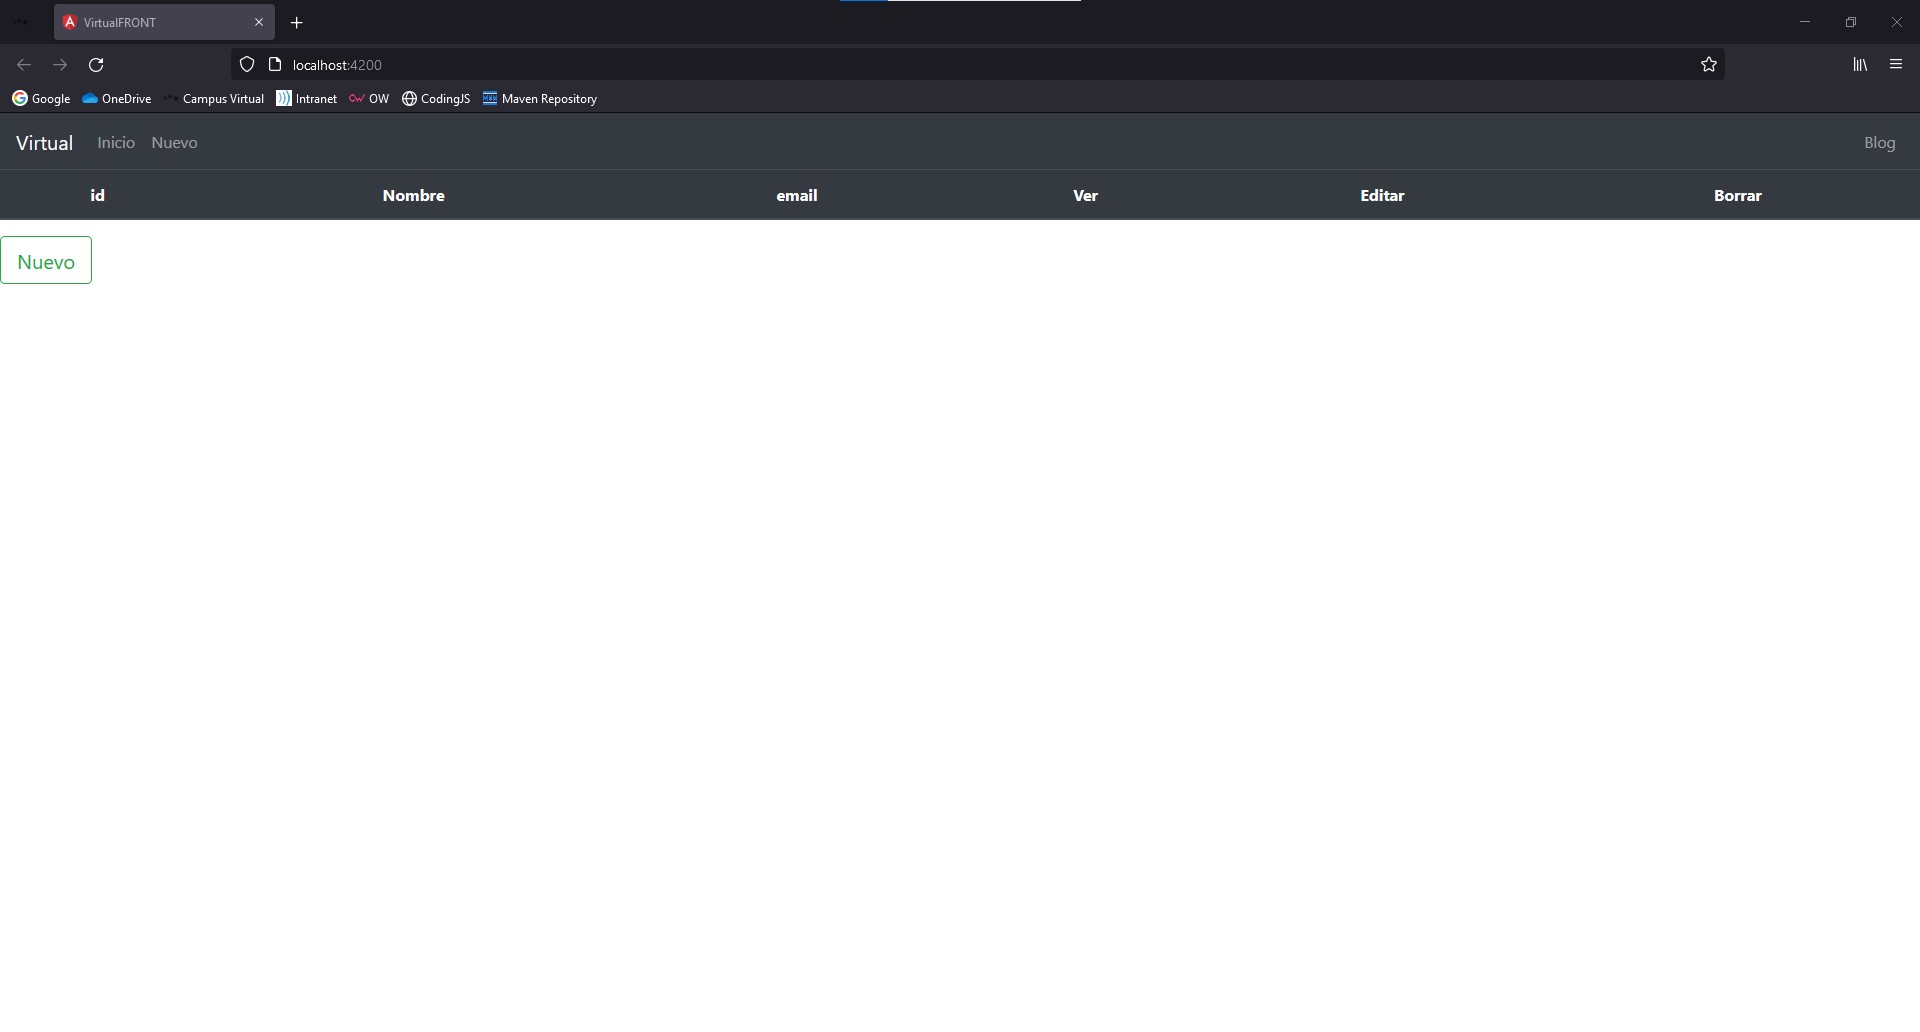 VirtualFRONT
localhost:4200
Google OneDrive Campus Virtual Intranet OW CodingJS Maven Repository
Virtual Inicio Nuevo Blog
id Nombre email Ver Editar Borrar
Nuevo